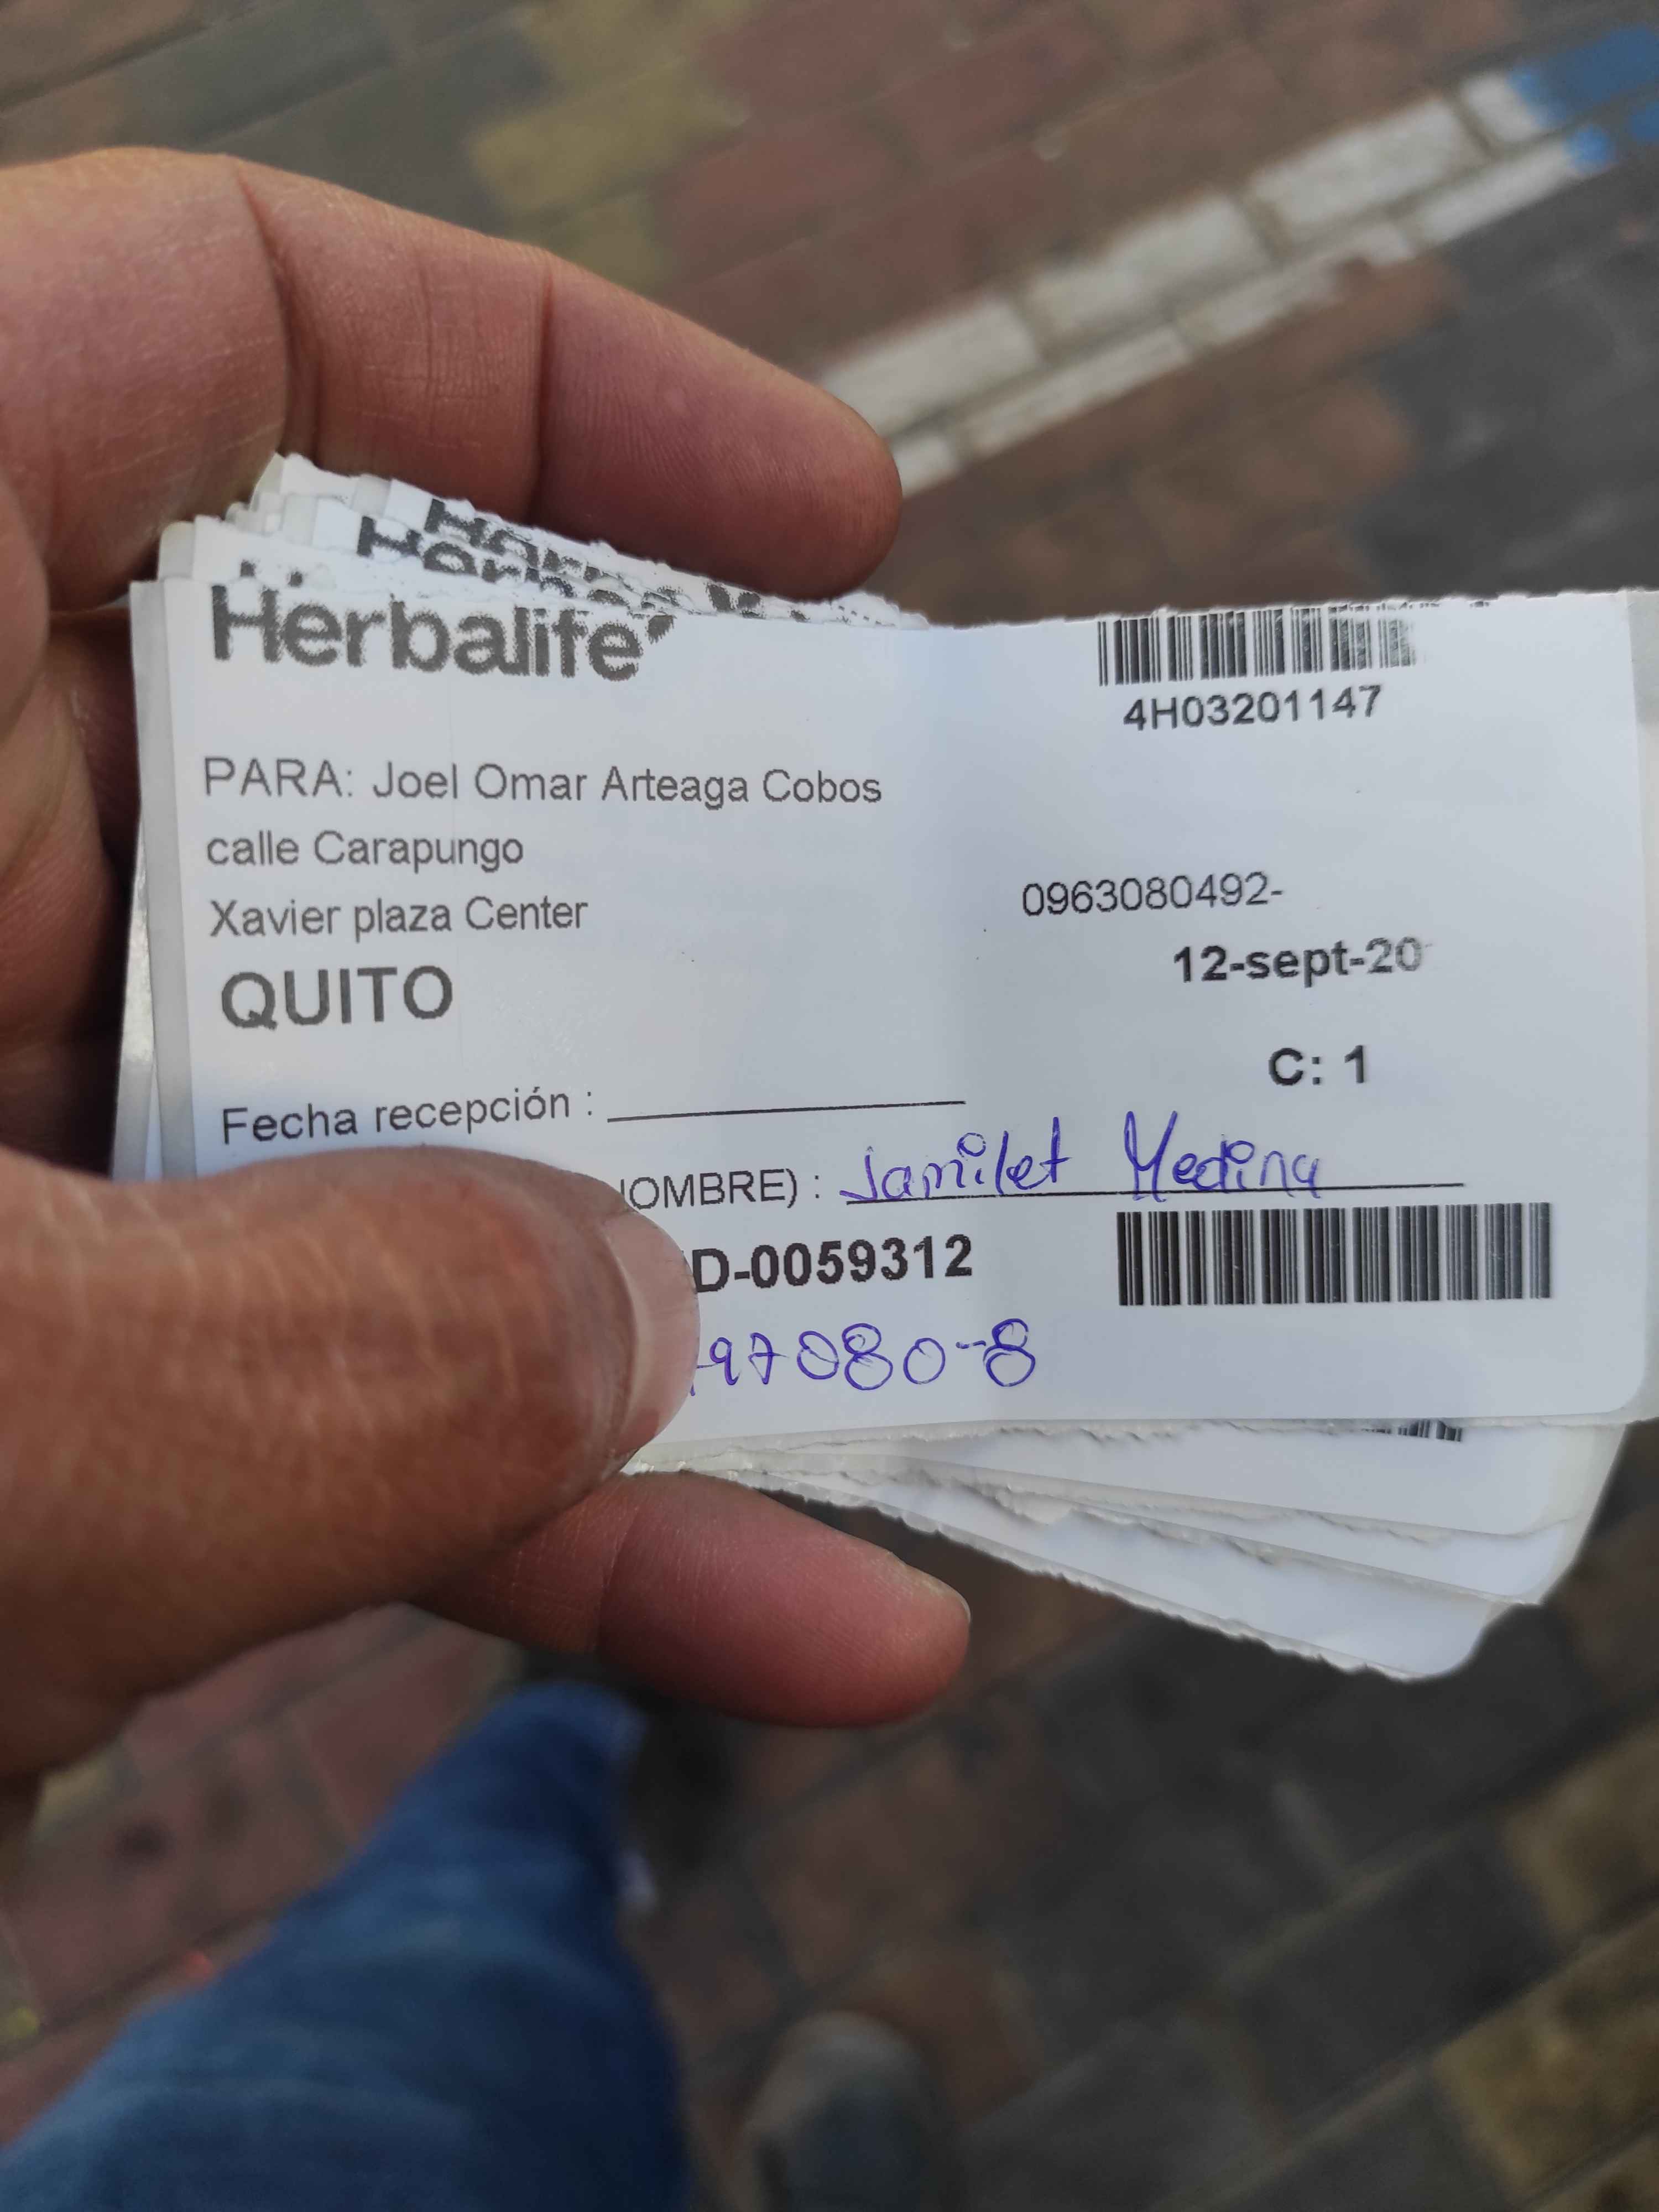 Herbalife
4H03201147
PARA: Joel Omar Arteaga Cobos
calle Carapungo
Xavier plaza Center
0963080492-
12-sept-20
QUITO
C: 1
Fecha recepción :
OMBRE) : Jamilet Medina
D-0059312
97080-8